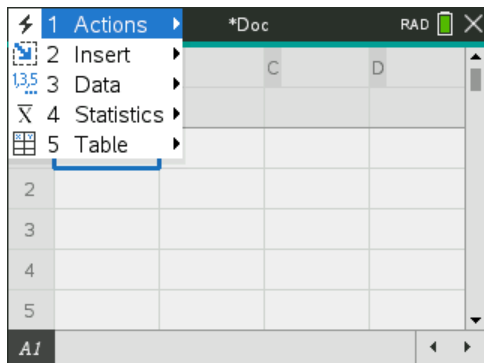 1 Actions *Doc RAD
2 Insert C D
1,3,5 3 Data
x̅ 4 Statistics
X Y 5 Table
2
3
4
5
A1